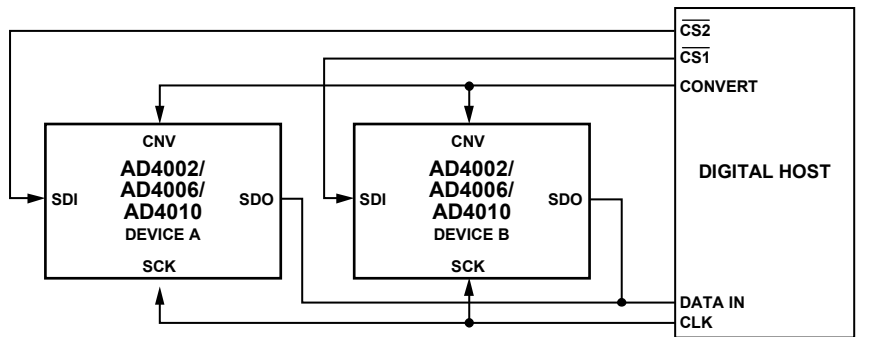 CS2
CS1
CONVERT
CNV
AD4002/
AD4006/
AD4010
DEVICE A
SDI
SDO
SCK
CNV
AD4002/
AD4006/
AD4010
DEVICE B
SDI
SDO
SCK
DIGITAL HOST
DATA IN
CLK